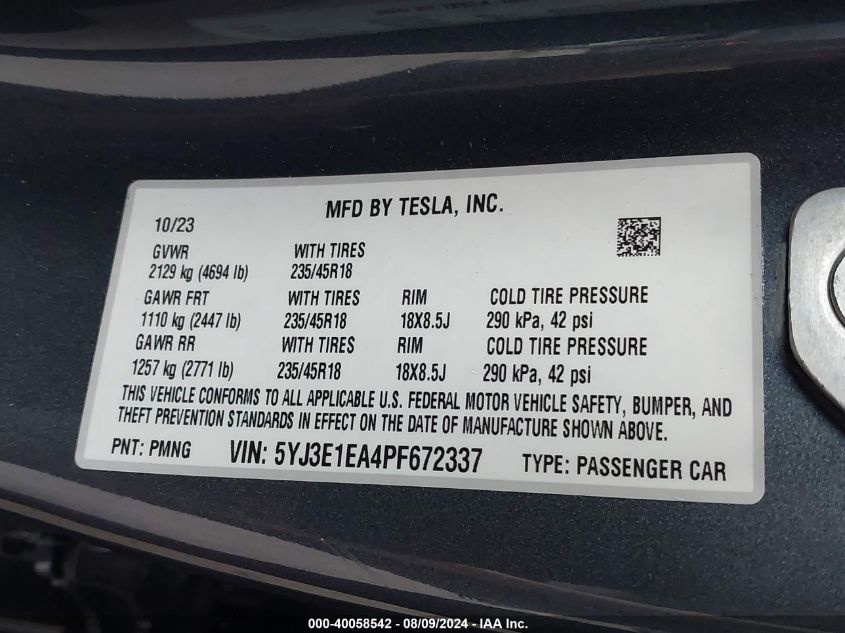 MFD BY TESLA, INC.
10/23
GVWR WITH TIRES
2129 kg (4694 lb) 235/45R18
GAWR FRT WITH TIRES RIM COLD TIRE PRESSURE
1110 kg (2447 lb) 235/45R18 18X8.5J 290 kPa, 42 psi
GAWR RR WITH TIRES RIM COLD TIRE PRESSURE
1257 kg (2771 lb) 235/45R18 18X8.5J 290 kPa, 42 psi
THIS VEHICLE CONFORMS TO ALL APPLICABLE U.S. FEDERAL MOTOR VEHICLE SAFETY, BUMPER, AND
THEFT PREVENTION STANDARDS IN EFFECT ON THE DATE OF MANUFACTURE SHOWN ABOVE.
PNT: PMNG VIN: 5YJ3E1EA4PF672337 TYPE: PASSENGER CAR
000-40058542 - 08/09/2024 - IAA Inc.